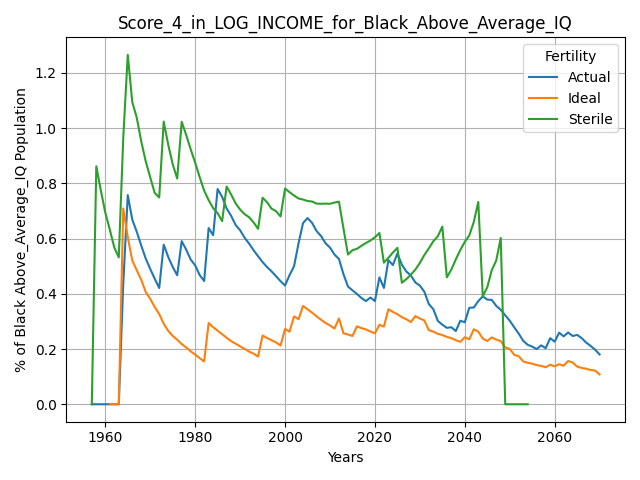 Score_4_in_LOG_INCOME_for_Black_Above_Average_IQ
Fertility
Actual
Ideal
Sterile
% of Black Above_Average_IQ Population
1.2
1.0
0.8
0.6
0.4
0.2
0.0
1960 1980 2000 2020 2040 2060
Years